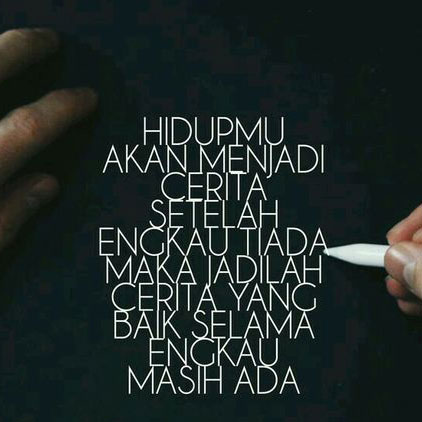 HIDUPMU
AKAN MENJADI
CERITA
SETELAH
ENGKAU TIADA
MAKA JADILAH
CERITA YANG
BAIK SELAMA
ENGKAU
MASIH ADA